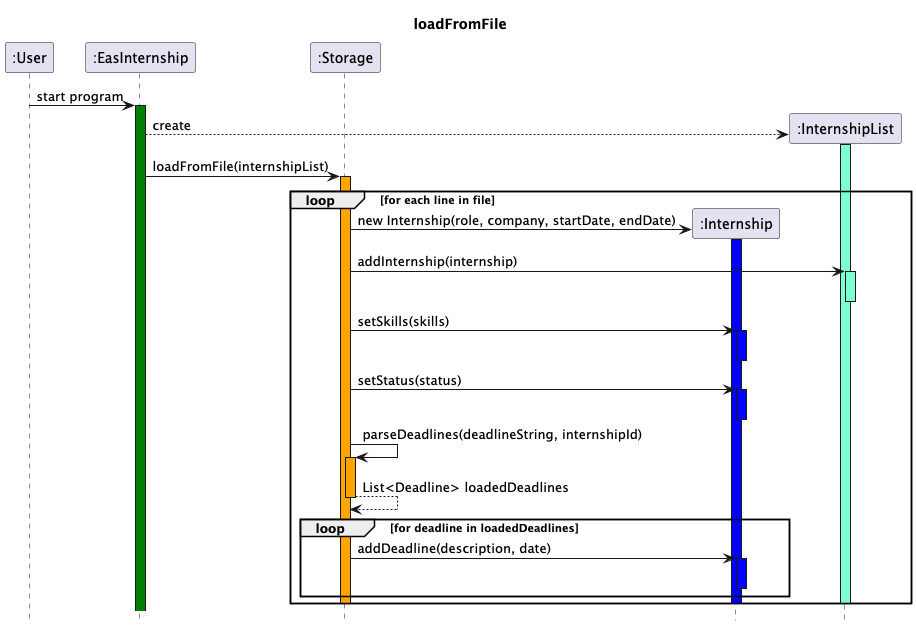 loadFromFile
:User
:EasInternship
:Storage
start program
create
:InternshipList
loadFromFile(internshipList)
loop
[for each line in file]
new Internship(role, company, startDate, endDate)
:Internship
addInternship(internship)
setSkills(skills)
setStatus(status)
parseDeadlines(deadlineString, internshipId)
List<Deadline> loadedDeadlines
loop
[for deadline in loadedDeadlines]
addDeadline(description, date)